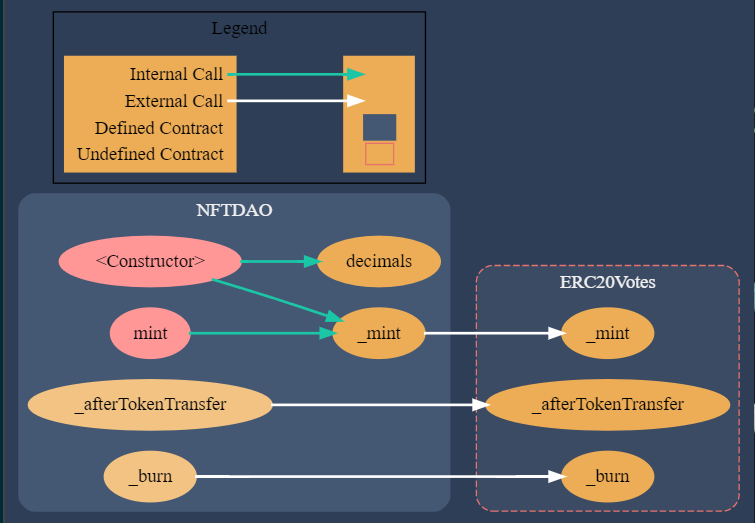 Legend
Internal Call
External Call
Defined Contract
Undefined Contract
NFTDAO
<Constructor>
decimals
ERC20Votes
mint
_mint
_mint
_afterTokenTransfer
_afterTokenTransfer
_burn
_burn